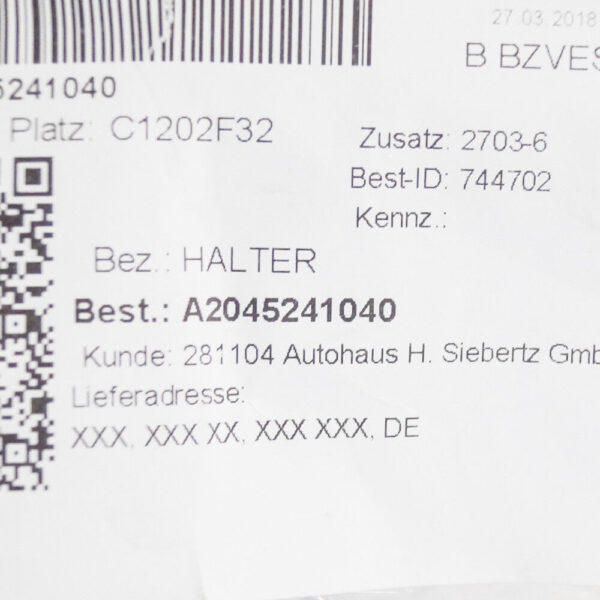 27.03.2018
B BZVES
5241040
Platz: C1202F32
Zusatz: 2703-6
Best-ID: 744702
Kennz.:
Bez.: HALTER
Best.: A2045241040
Kunde: 281104 Autohaus H. Siebertz Gmb
Lieferadresse:
XXX, XXX XX, XXX XXX, DE